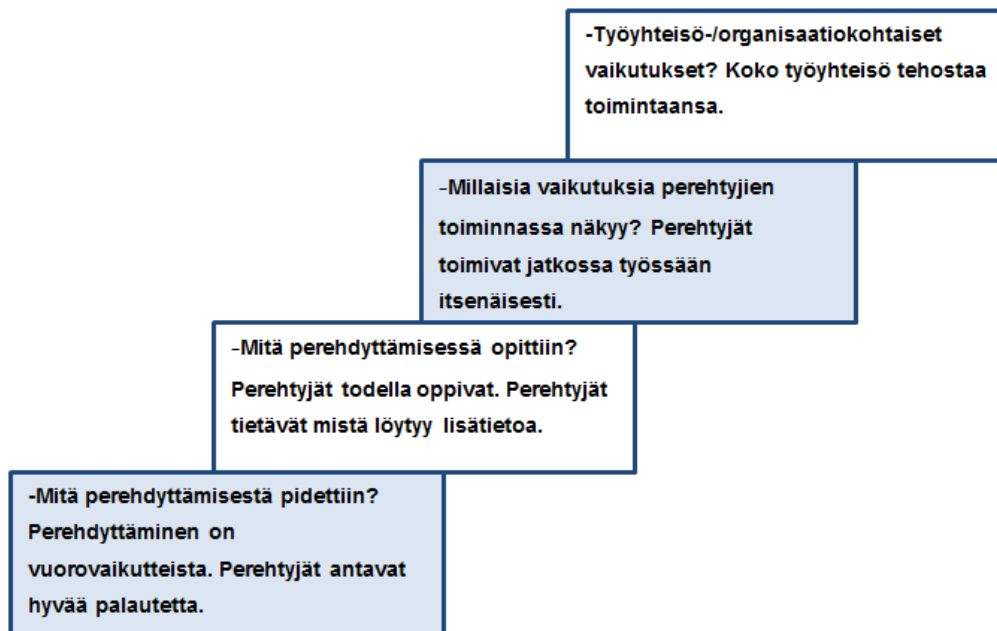 -Työyhteisö-/organisaatiokohtaiset
vaikutukset? Koko työyhteisö tehostaa
toimintaansa.
-Millaisia vaikutuksia perehtyjien
toiminnassa näkyy? Perehtyjät
toimivat jatkossa työssään
itsenäisesti.
-Mitä perehdyttämisessä opittiin?
Perehtyjät todella oppivat. Perehtyjät
tietävät mistä löytyy lisätietoa.
-Mitä perehdyttämisestä pidettiin?
Perehdyttäminen on
vuorovaikutteista. Perehtyjät antavat
hyvää palautetta.